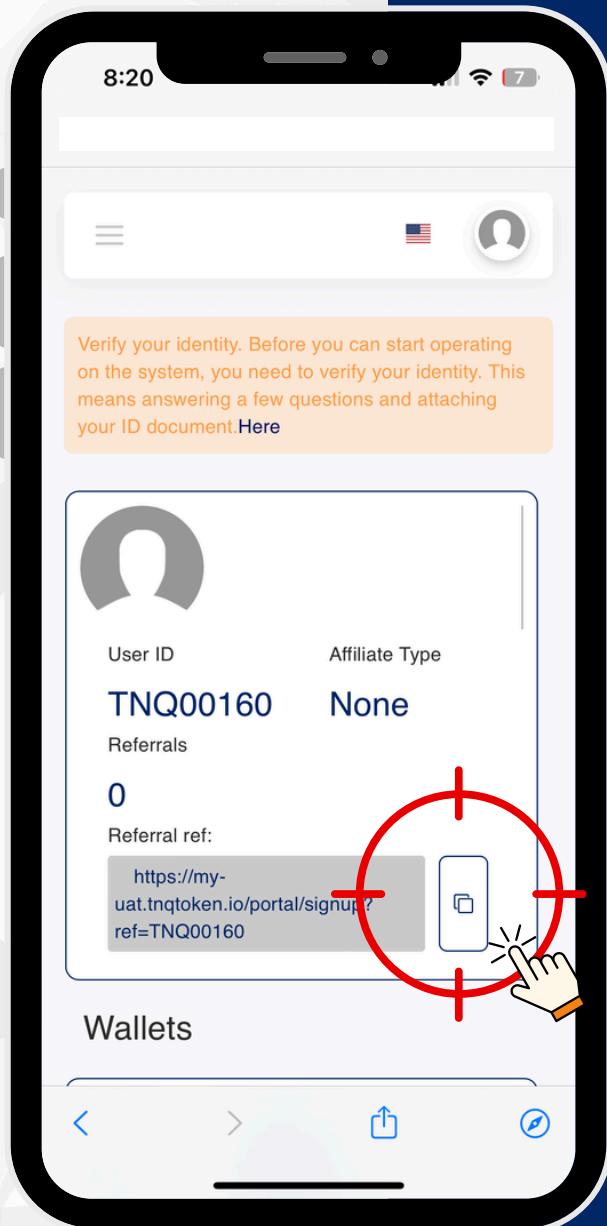 8:20
7
Verify your identity. Before you can start operating
on the system, you need to verify your identity. This
means answering a few questions and attaching
your ID document.Here
User ID
Affiliate Type
TNQ00160
None
Referrals
0
Referral ref:
https://my-
uat.tnqtoken.io/portal/signup?
ref=TNQ00160
Wallets